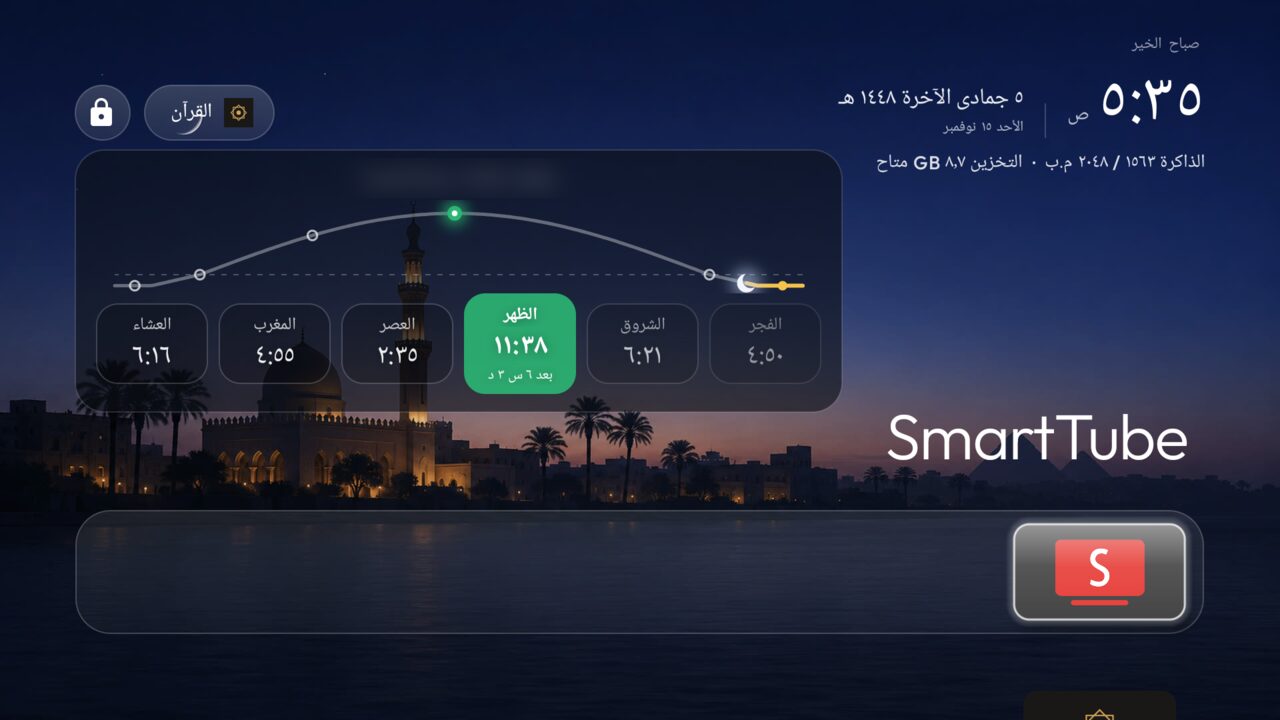 صباح الخير
٥:٣٥ ص
٥ جمادى الآخرة ١٤٤٨ هـ
الأحد ١٥ نوفمبر
الذاكرة ١٥٦٣ / ٢٠٤٨ م.ب · التخزين ٨٫٧ GB متاح
القرآن
الفجر
٤:٥٠
الشروق
٦:٢١
الظهر
١١:٣٨
بعد ٦ س ٣ د
العصر
٢:٣٥
المغرب
٤:٥٥
العشاء
٦:١٦
SmartTube
S